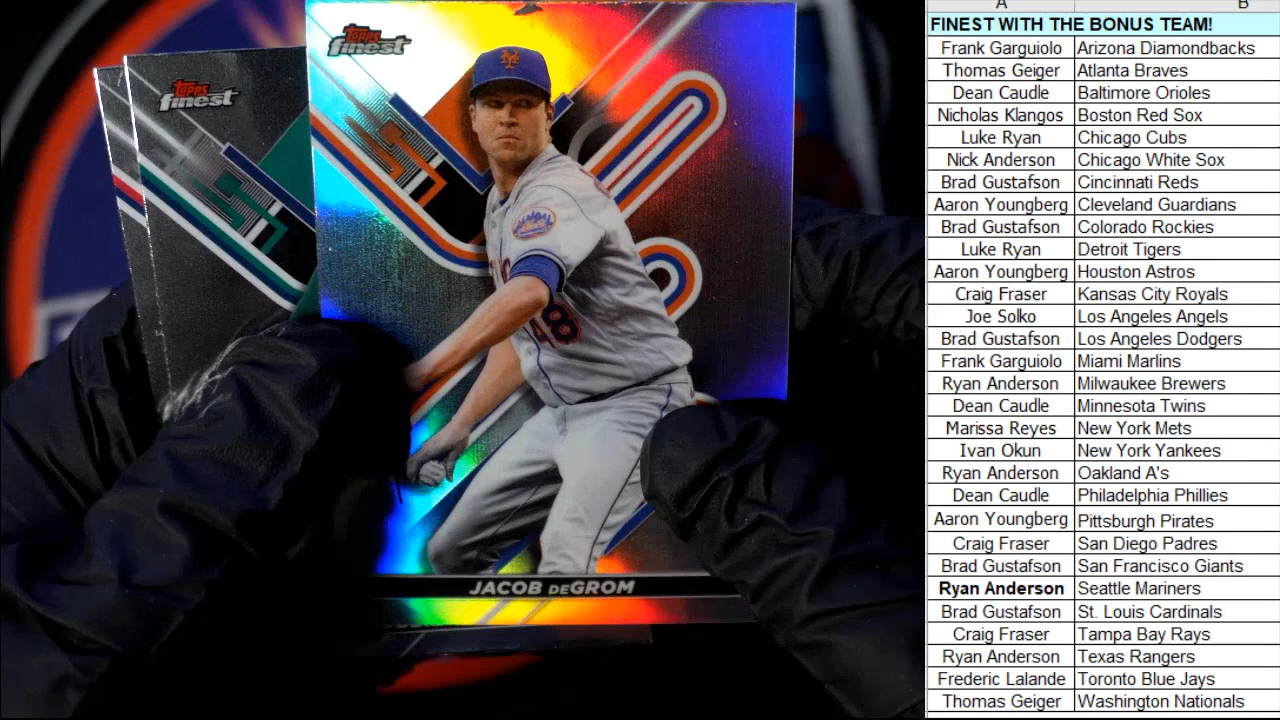 Topps
finest
Topps
finest
48
JACOB DEGROM
A B
FINEST WITH THE BONUS TEAM!
Frank Garguiolo Arizona Diamondbacks
Thomas Geiger Atlanta Braves
Dean Caudle Baltimore Orioles
Nicholas Klangos Boston Red Sox
Luke Ryan Chicago Cubs
Nick Anderson Chicago White Sox
Brad Gustafson Cincinnati Reds
Aaron Youngberg Cleveland Guardians
Brad Gustafson Colorado Rockies
Luke Ryan Detroit Tigers
Aaron Youngberg Houston Astros
Craig Fraser Kansas City Royals
Joe Solko Los Angeles Angels
Brad Gustafson Los Angeles Dodgers
Frank Garguiolo Miami Marlins
Ryan Anderson Milwaukee Brewers
Dean Caudle Minnesota Twins
Marissa Reyes New York Mets
Ivan Okun New York Yankees
Ryan Anderson Oakland A's
Dean Caudle Philadelphia Phillies
Aaron Youngberg Pittsburgh Pirates
Craig Fraser San Diego Padres
Brad Gustafson San Francisco Giants
Ryan Anderson Seattle Mariners
Brad Gustafson St. Louis Cardinals
Craig Fraser Tampa Bay Rays
Ryan Anderson Texas Rangers
Frederic Lalande Toronto Blue Jays
Thomas Geiger Washington Nationals